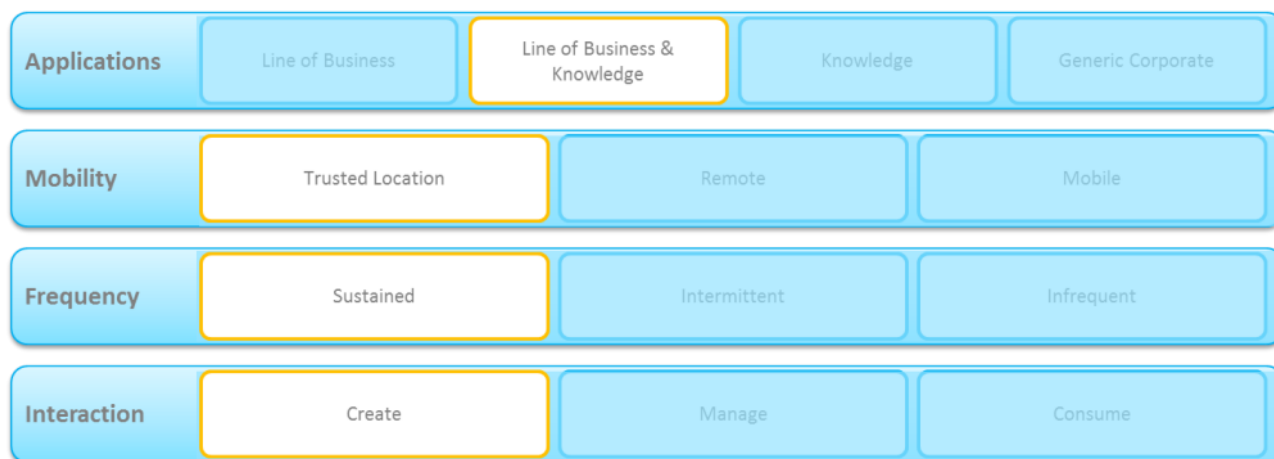 Applications
Line of Business
Line of Business &
Knowledge
Knowledge
Generic Corporate
Mobility
Trusted Location
Remote
Mobile
Frequency
Sustained
Intermittent
Infrequent
Interaction
Create
Manage
Consume